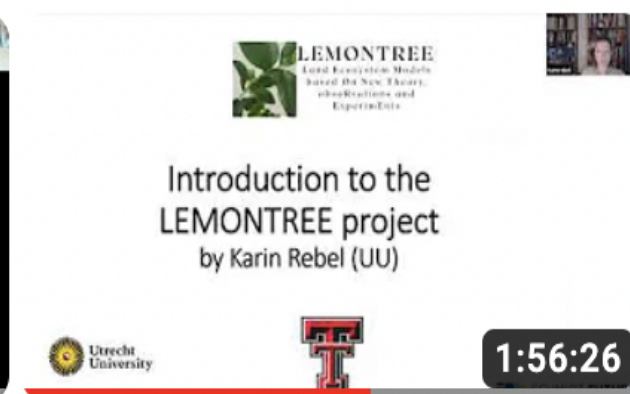 LEMONTREE
Land Ecosystem Models
based On New Theory,
obseRvations and
ExperimEnts
Introduction to the
LEMONTREE project
by Karin Rebel (UU)
Utrecht
University
T
1:56:26